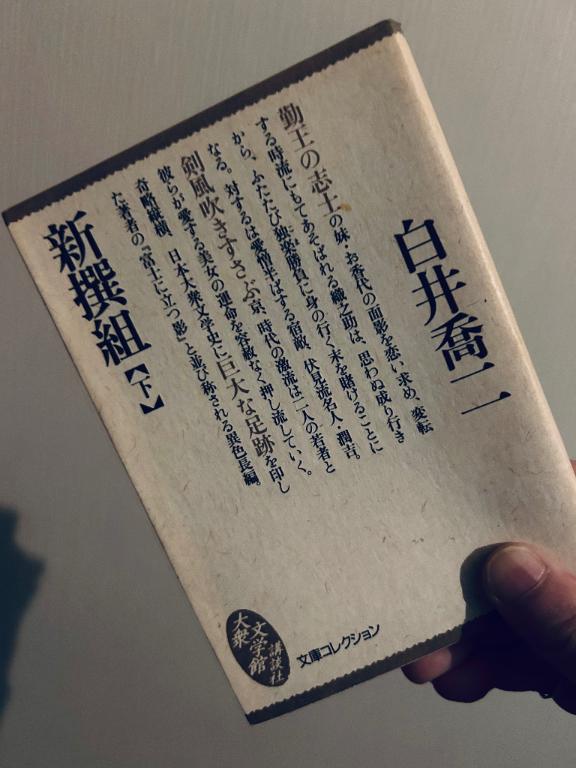 白井喬二
勤王の志士の妹・お香代の面影を恋い求め、変転
する時流にもてあそばれる織之助は、思わぬ成り行き
から、ふたたび独楽勝負に身の行く末を賭けることに
なる。対するは愛憎半ばする宿敵、伏見流名人・潤吉。
剣風吹きすさぶ京、時代の激流は二人の若者と
彼らが愛する美女の運命を容赦なく押し流していく。
奇略縦横、日本大衆文学史に巨大な足跡を印し
た著者の『富士に立つ影』と並び称される異色長編。
新撰組【下】
大衆
文学館
講談社
文庫コレクション